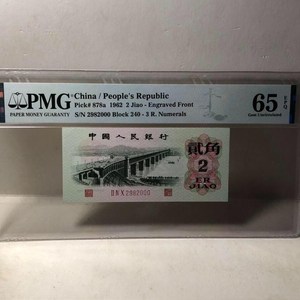 PMG
PAPER MONEY GUARANTY
China / People's Republic
Pick# 878a 1962 2 Jiao - Engraved Front
S/N 2982000 Block 240 - 3 R. Numerals
65 EPQ
Gem Uncirculated
中国人民银行
贰角
2
ER
JIAO
2982000